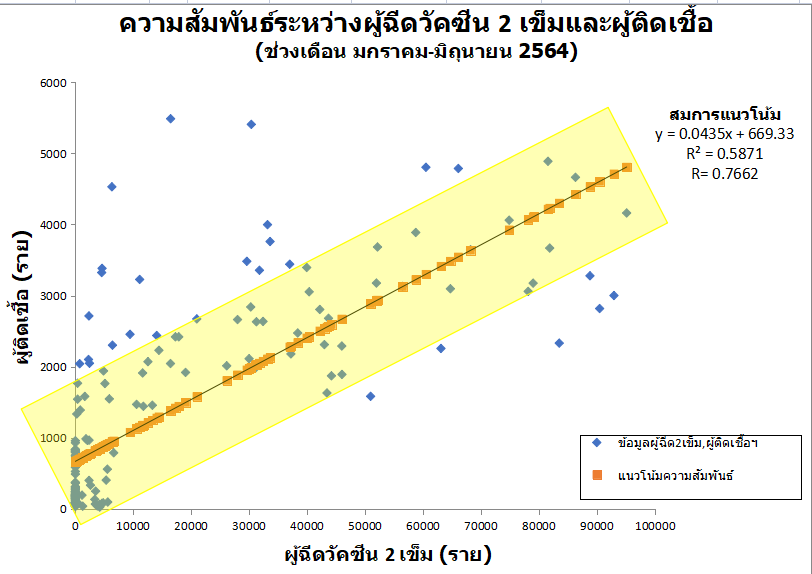 ความสัมพันธ์ระหว่างผู้ฉีดวัคซีน 2 เข็มและผู้ติดเชื้อ
(ช่วงเดือน มกราคม-มิถุนายน 2564)
สมการแนวโน้ม
y = 0.0435x + 669.33
R² = 0.5871
R= 0.7662
ผู้ติดเชื้อ (ราย)
6000
5000
4000
3000
2000
1000
0
ข้อมูลผู้ฉีด2เข็ม,ผู้ติดเชื้อฯ
แนวโน้มความสัมพันธ์
0 10000 20000 30000 40000 50000 60000 70000 80000 90000 100000
ผู้ฉีดวัคซีน 2 เข็ม (ราย)